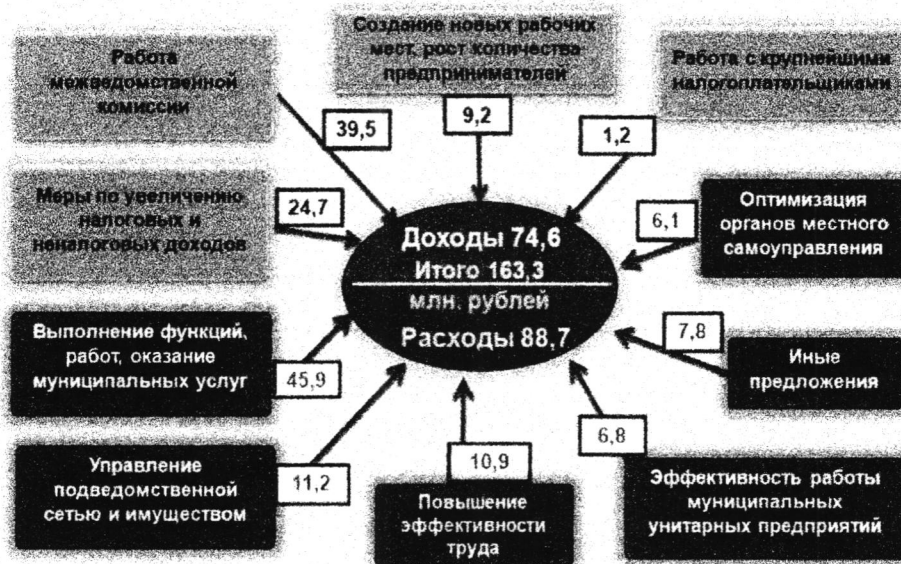 Работа
межведомственной
комиссии
39,5
Создание новых рабочих
мест, рост количества
предпринимателей
9,2
Работа с крупнейшими
налогоплательщиками
1,2
Меры по увеличению
налоговых и
неналоговых доходов
24,7
Доходы 74,6
Итого 163,3
млн. рублей
Расходы 88,7
6,1
Оптимизация
органов местного
самоуправления
Выполнение функций,
работ, оказание
муниципальных услуг
45,9
7,8
Иные
предложения
Управление
подведомственной
сетью и имуществом
11,2
10,9
Повышение
эффективности
труда
6,8
Эффективность работы
муниципальных
унитарных предприятий